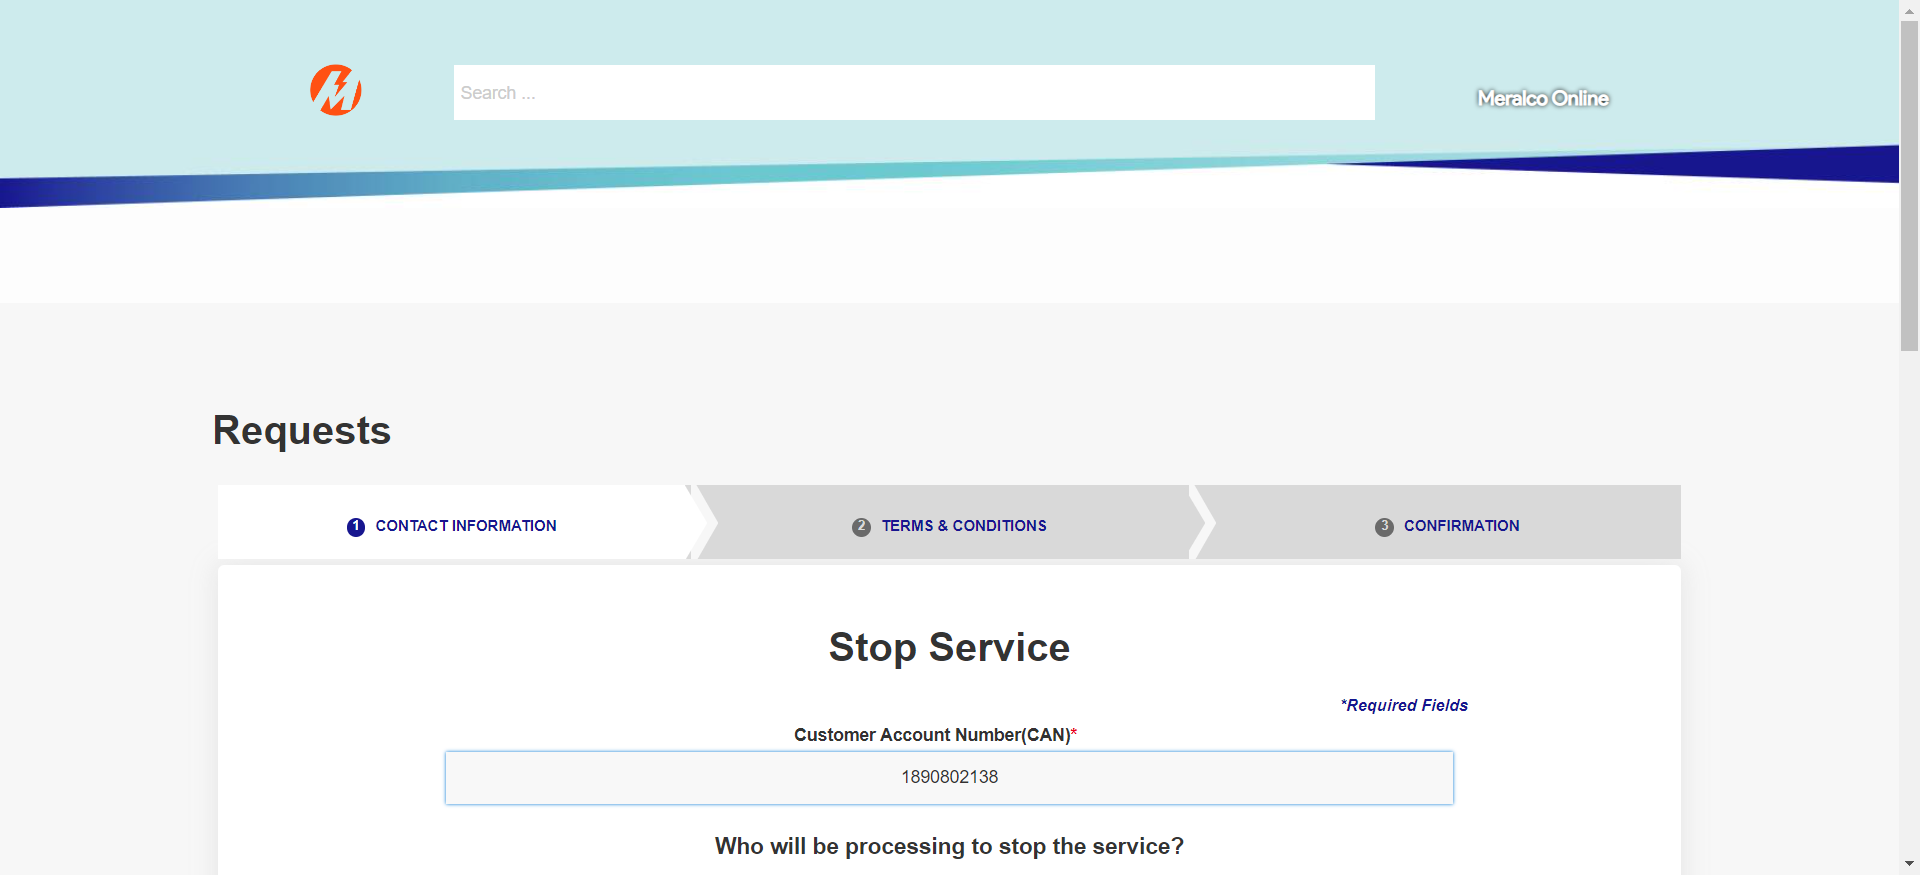 Search ...
Meralco Online
Requests
1 CONTACT INFORMATION
2 TERMS & CONDITIONS
3 CONFIRMATION
Stop Service
*Required Fields
Customer Account Number(CAN)*
1890802138
Who will be processing to stop the service?